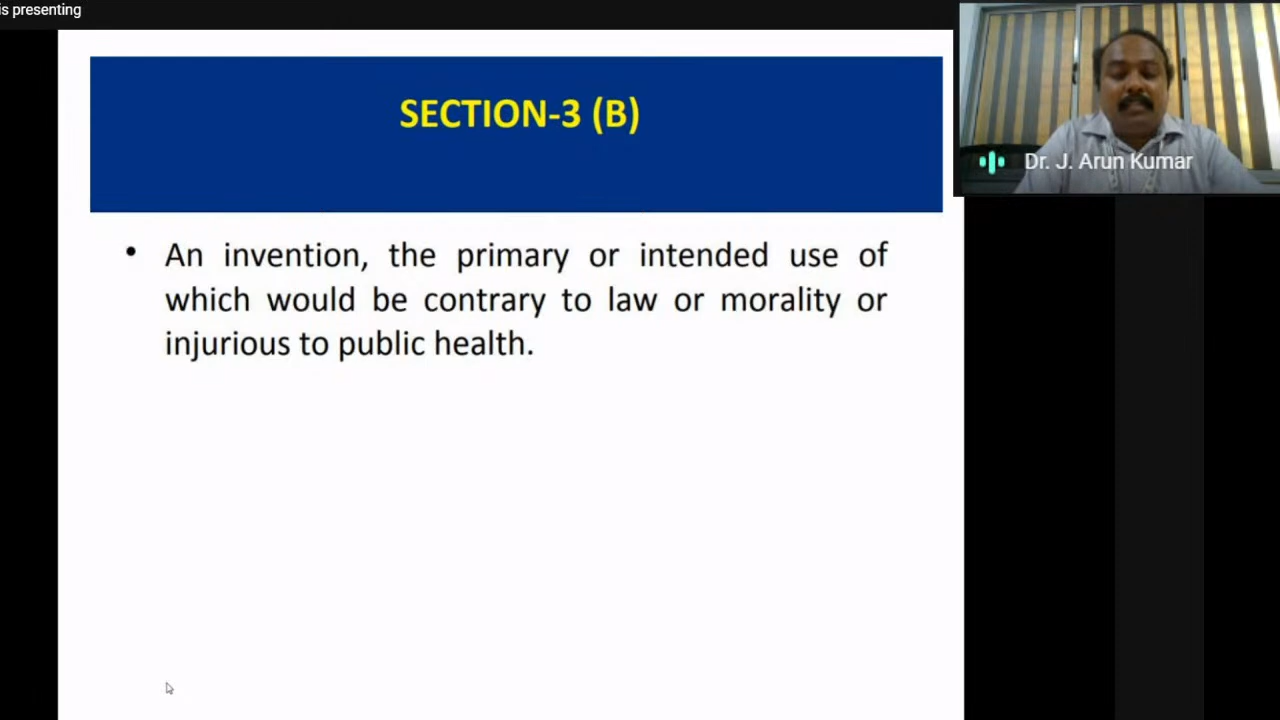 is presenting
SECTION-3 (B)
Dr. J. Arun Kumar
• An invention, the primary or intended use of
which would be contrary to law or morality or
injurious to public health.